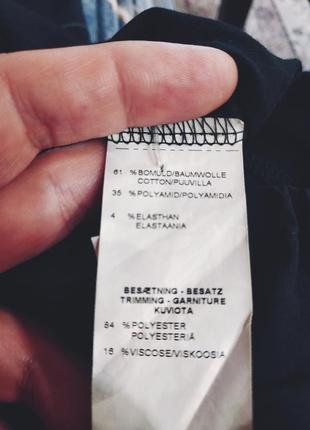 61 % BOMULD/BAUMWOLLE
COTTON/PUUVILLA
35 % POLYAMID/POLYAMIDIA
4 % ELASTHAN
ELASTAANIA
BESÆTNING - BESATZ
TRIMMING - GARNITURE
KUVIOTA
84 % POLYESTER
POLYESTERIÄ
16 % VISCOSE/VISKOOSIA